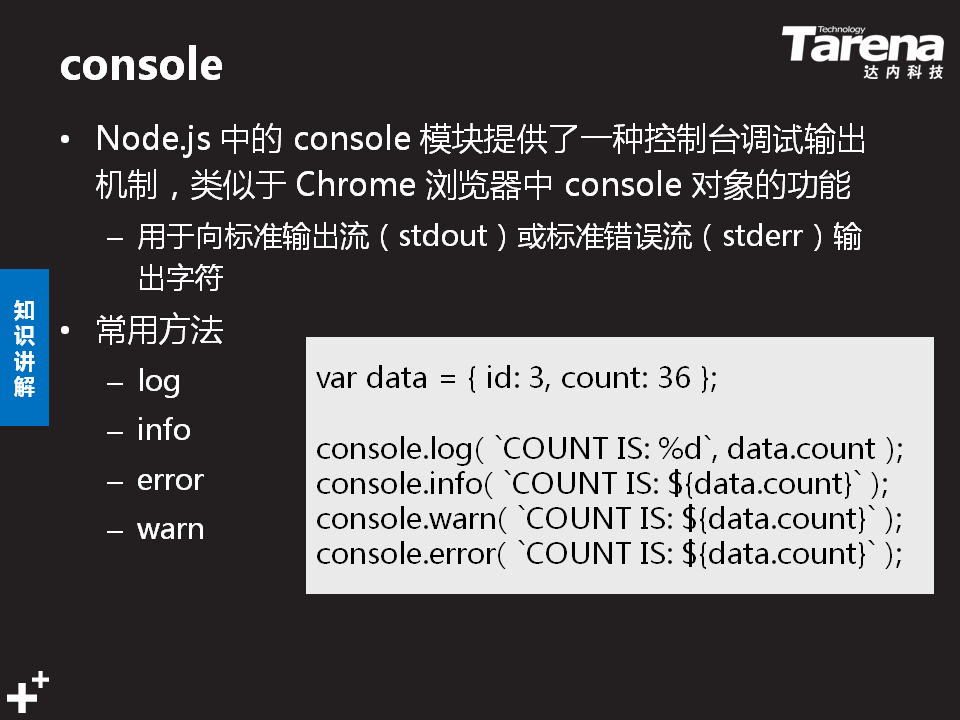 console
Technology
Tarena
达内科技
• Node.js 中的 console 模块提供了一种控制台调试输出
机制，类似于 Chrome 浏览器中 console 对象的功能
– 用于向标准输出流（stdout）或标准错误流（stderr）输
出字符
知识讲解
• 常用方法
– log
– info
– error
– warn
var data = { id: 3, count: 36 };
console.log( `COUNT IS: %d`, data.count );
console.info( `COUNT IS: ${data.count}` );
console.warn( `COUNT IS: ${data.count}` );
console.error( `COUNT IS: ${data.count}` );